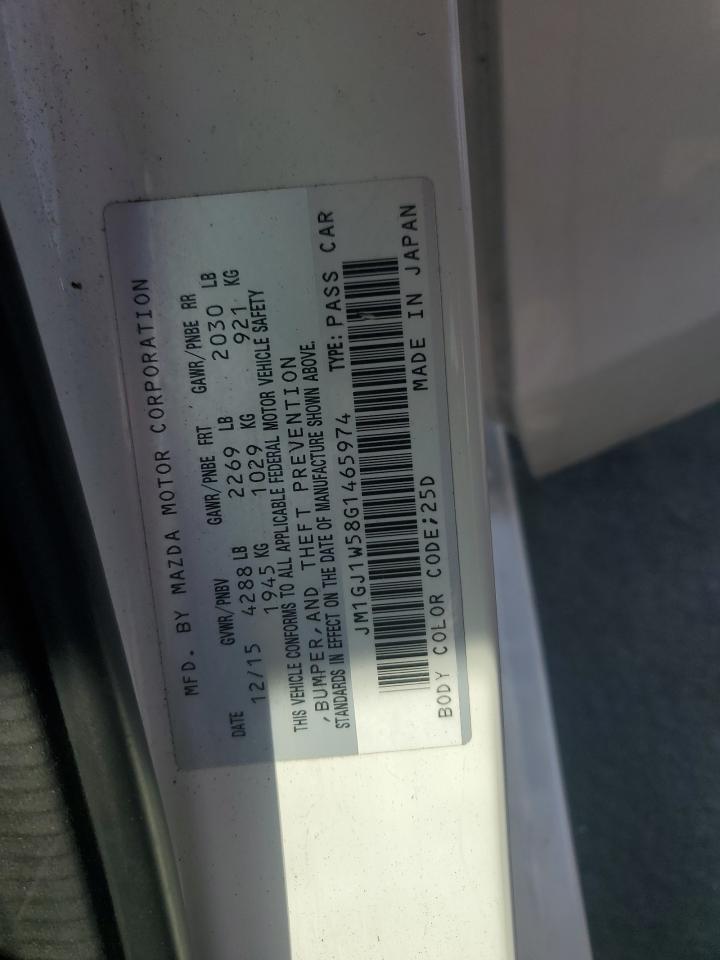 MFD. BY MAZDA MOTOR CORPORATION
DATE GVWR/PNBV GAWR/PNBE FRT GAWR/PNBE RR
12/15 4288 LB 2269 LB 2030 LB
1945 KG 1029 KG 921 KG
THIS VEHICLE CONFORMS TO ALL APPLICABLE FEDERAL MOTOR VEHICLE SAFETY
,BUMPER,AND THEFT PREVENTION
STANDARDS IN EFFECT ON THE DATE OF MANUFACTURE SHOWN ABOVE.
JM1GJ1W58G1465974 TYPE: PASS CAR
BODY COLOR CODE;25D MADE IN JAPAN